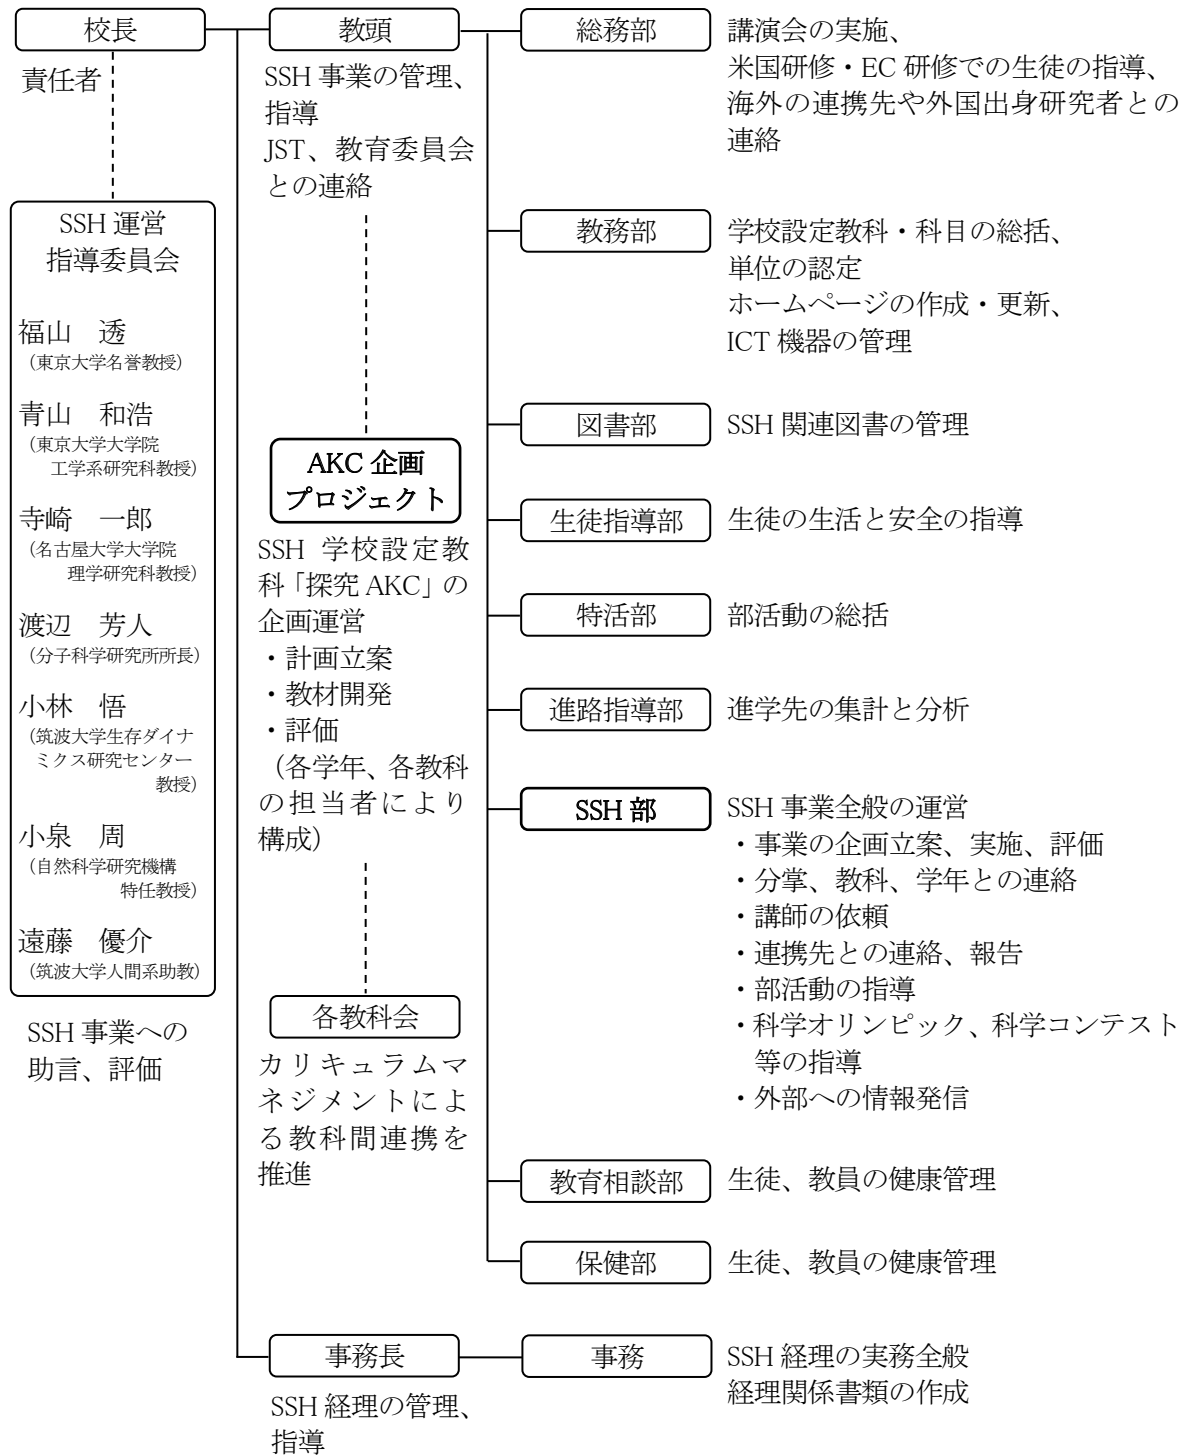 校長
責任者
SSH 運営
指導委員会
福山　透
（東京大学名誉教授）
青山　和浩
（東京大学大学院
工学系研究科教授）
寺崎　一郎
（名古屋大学大学院
理学研究科教授）
渡辺　芳人
（分子科学研究所所長）
小林　悟
（筑波大学生存ダイナ
ミクス研究センター
教授）
小泉　周
（自然科学研究機構
特任教授）
遠藤　優介
（筑波大学人間系助教）
SSH 事業への
助言、評価
教頭
SSH 事業の管理、
指導
JST、教育委員会
との連絡
AKC 企画
プロジェクト
SSH 学校設定教
科「探究 AKC」の
企画運営
・計画立案
・教材開発
・評価
（各学年、各教科
の担当者により
構成）
各教科会
カリキュラムマ
ネジメントによ
る教科間連携を
推進
事務長
SSH 経理の管理、
指導
総務部
講演会の実施、
米国研修・EC 研修での生徒の指導、
海外の連携先や外国出身研究者との
連絡
教務部
学校設定教科・科目の総括、
単位の認定
ホームページの作成・更新、
ICT 機器の管理
図書部
SSH 関連図書の管理
生徒指導部
生徒の生活と安全の指導
特活部
部活動の総括
進路指導部
進学先の集計と分析
SSH 部
SSH 事業全般の運営
・事業の企画立案、実施、評価
・分掌、教科、学年との連絡
・講師の依頼
・連携先との連絡、報告
・部活動の指導
・科学オリンピック、科学コンテスト
等の指導
・外部への情報発信
教育相談部
生徒、教員の健康管理
保健部
生徒、教員の健康管理
事務
SSH 経理の実務全般
経理関係書類の作成